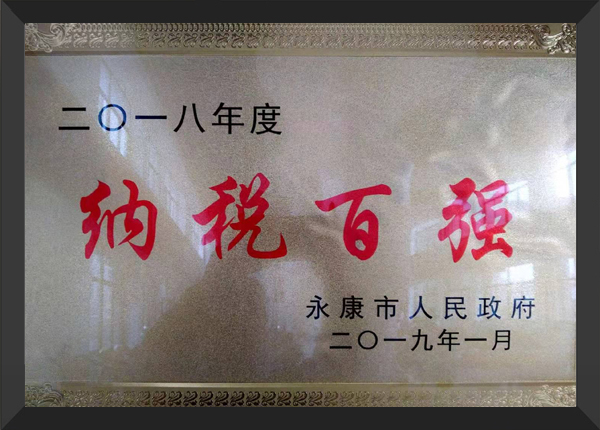 二〇一八年度
纳税百强
永康市人民政府
二〇一九年一月